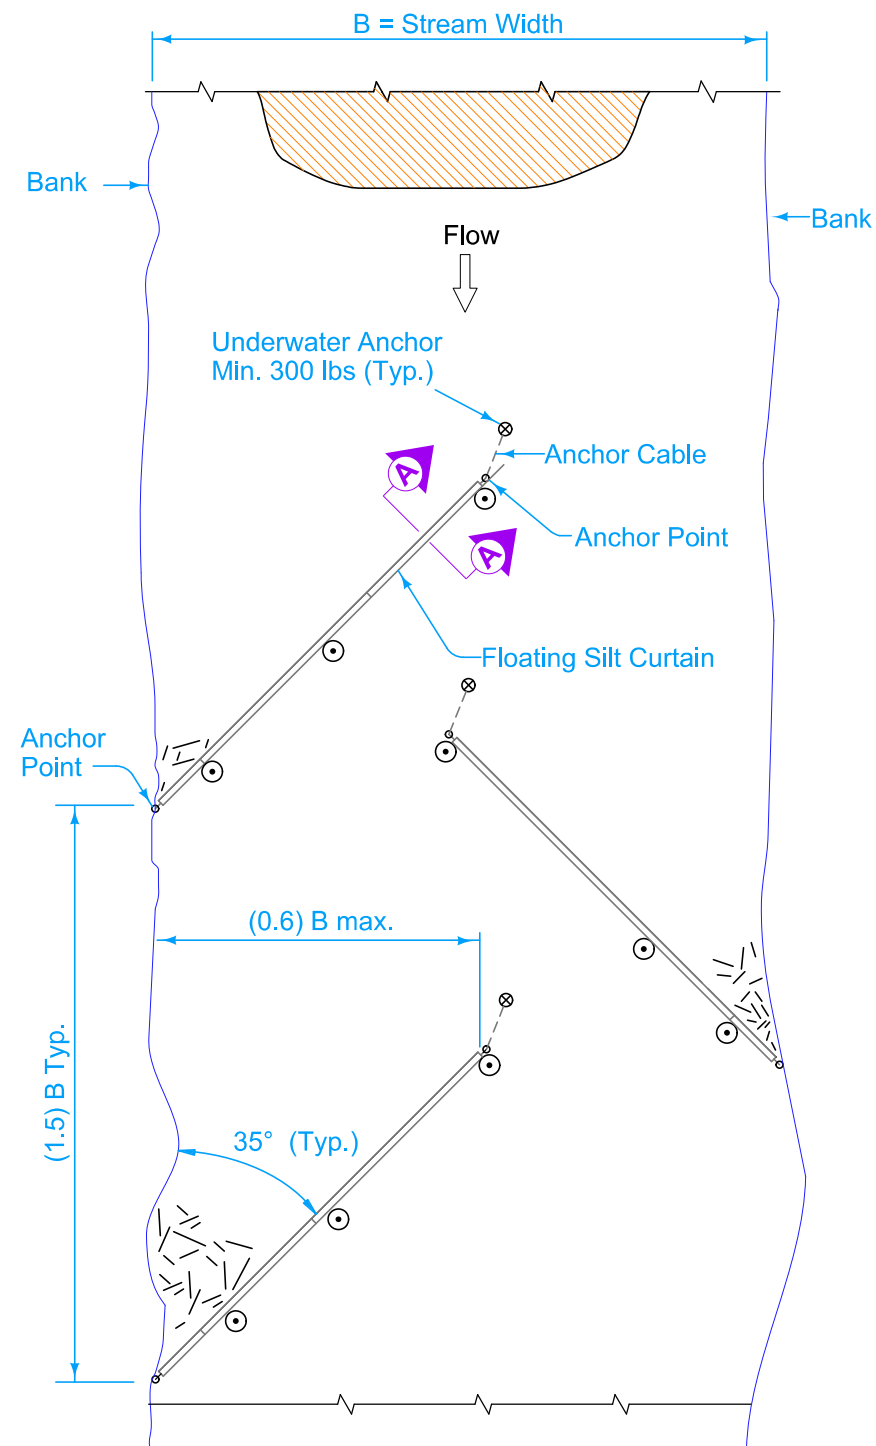 B = Stream Width
Bank
Bank
Flow
Underwater Anchor
Min. 300 lbs (Typ.)
Anchor Cable
A
Anchor Point
A
Floating Silt Curtain
Anchor
Point
(0.6) B max.
(1.5) B Typ.
35° (Typ.)